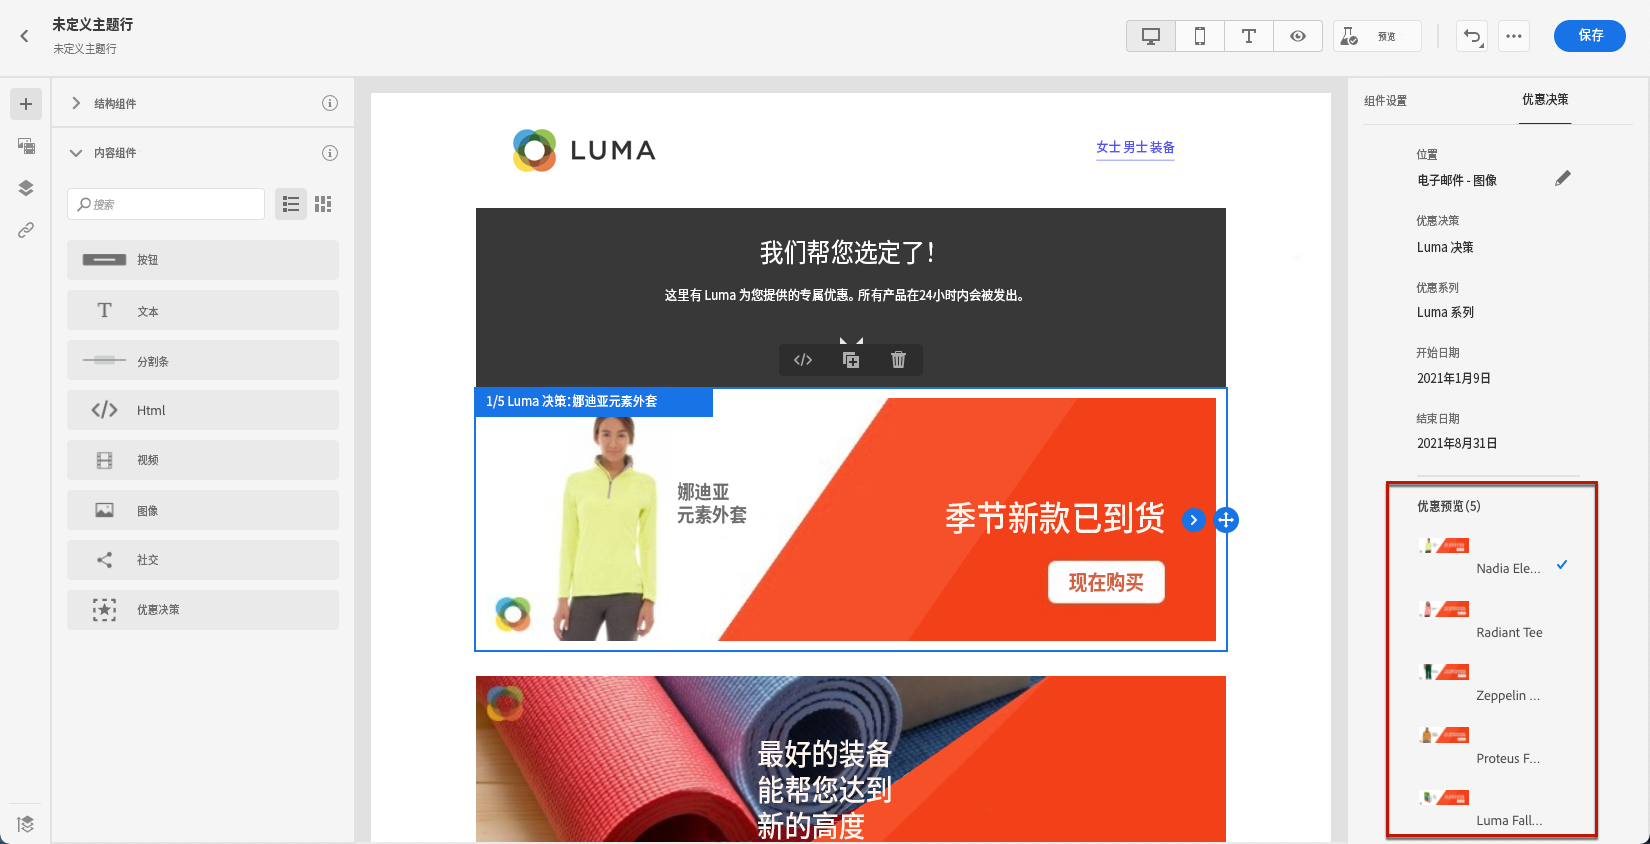 未定义主题行
未定义主题行
预览
保存
结构组件
内容组件
搜索
按钮
文本
分割条
Html
视频
图像
社交
优惠决策
LUMA
女士 男士 装备
我们帮您选定了！
这里有 Luma 为您提供的专属优惠。所有产品在24小时内会被发出。
1/5 Luma 决策：娜迪亚元素外套
娜迪亚
元素外套
季节新款已到货
现在购买
最好的装备
能帮您达到
新的高度
组件设置
优惠决策
位置
电子邮件 - 图像
优惠决策
Luma 决策
优惠系列
Luma 系列
开始日期
2021年1月9日
结束日期
2021年8月31日
优惠预览(5)
Nadia Ele...
Radiant Tee
Zeppelin ...
Proteus F...
Luma Fall...